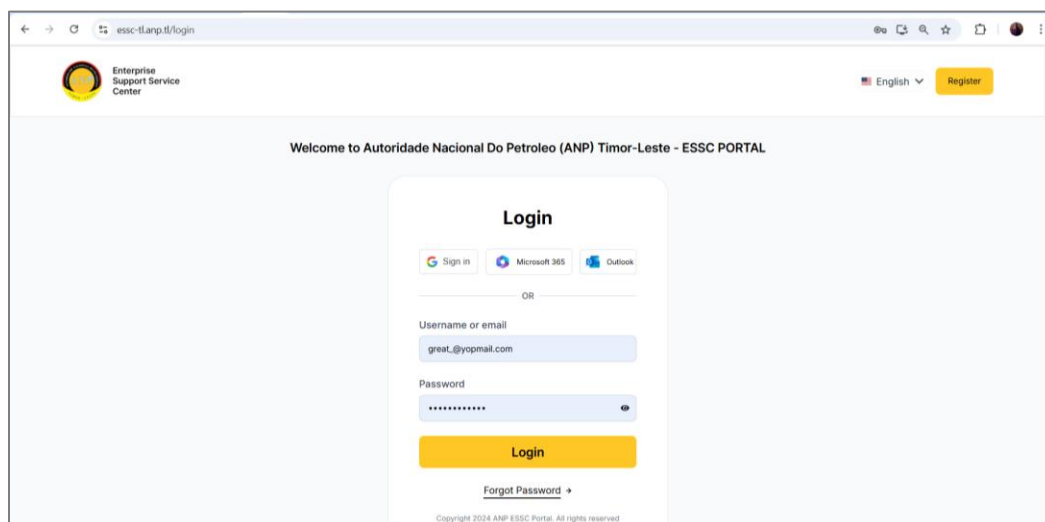 essc-tl.anp.tl/login
Enterprise
Support Service
Center
English
Register
Welcome to Autoridade Nacional Do Petroleo (ANP) Timor-Leste - ESSC PORTAL
Login
Sign in
Microsoft 365
Outlook
OR
Username or email
great_@yopmail.com
Password
••••••••••••
Login
Forgot Password →
Copyright 2024 ANP ESSC Portal. All rights reserved